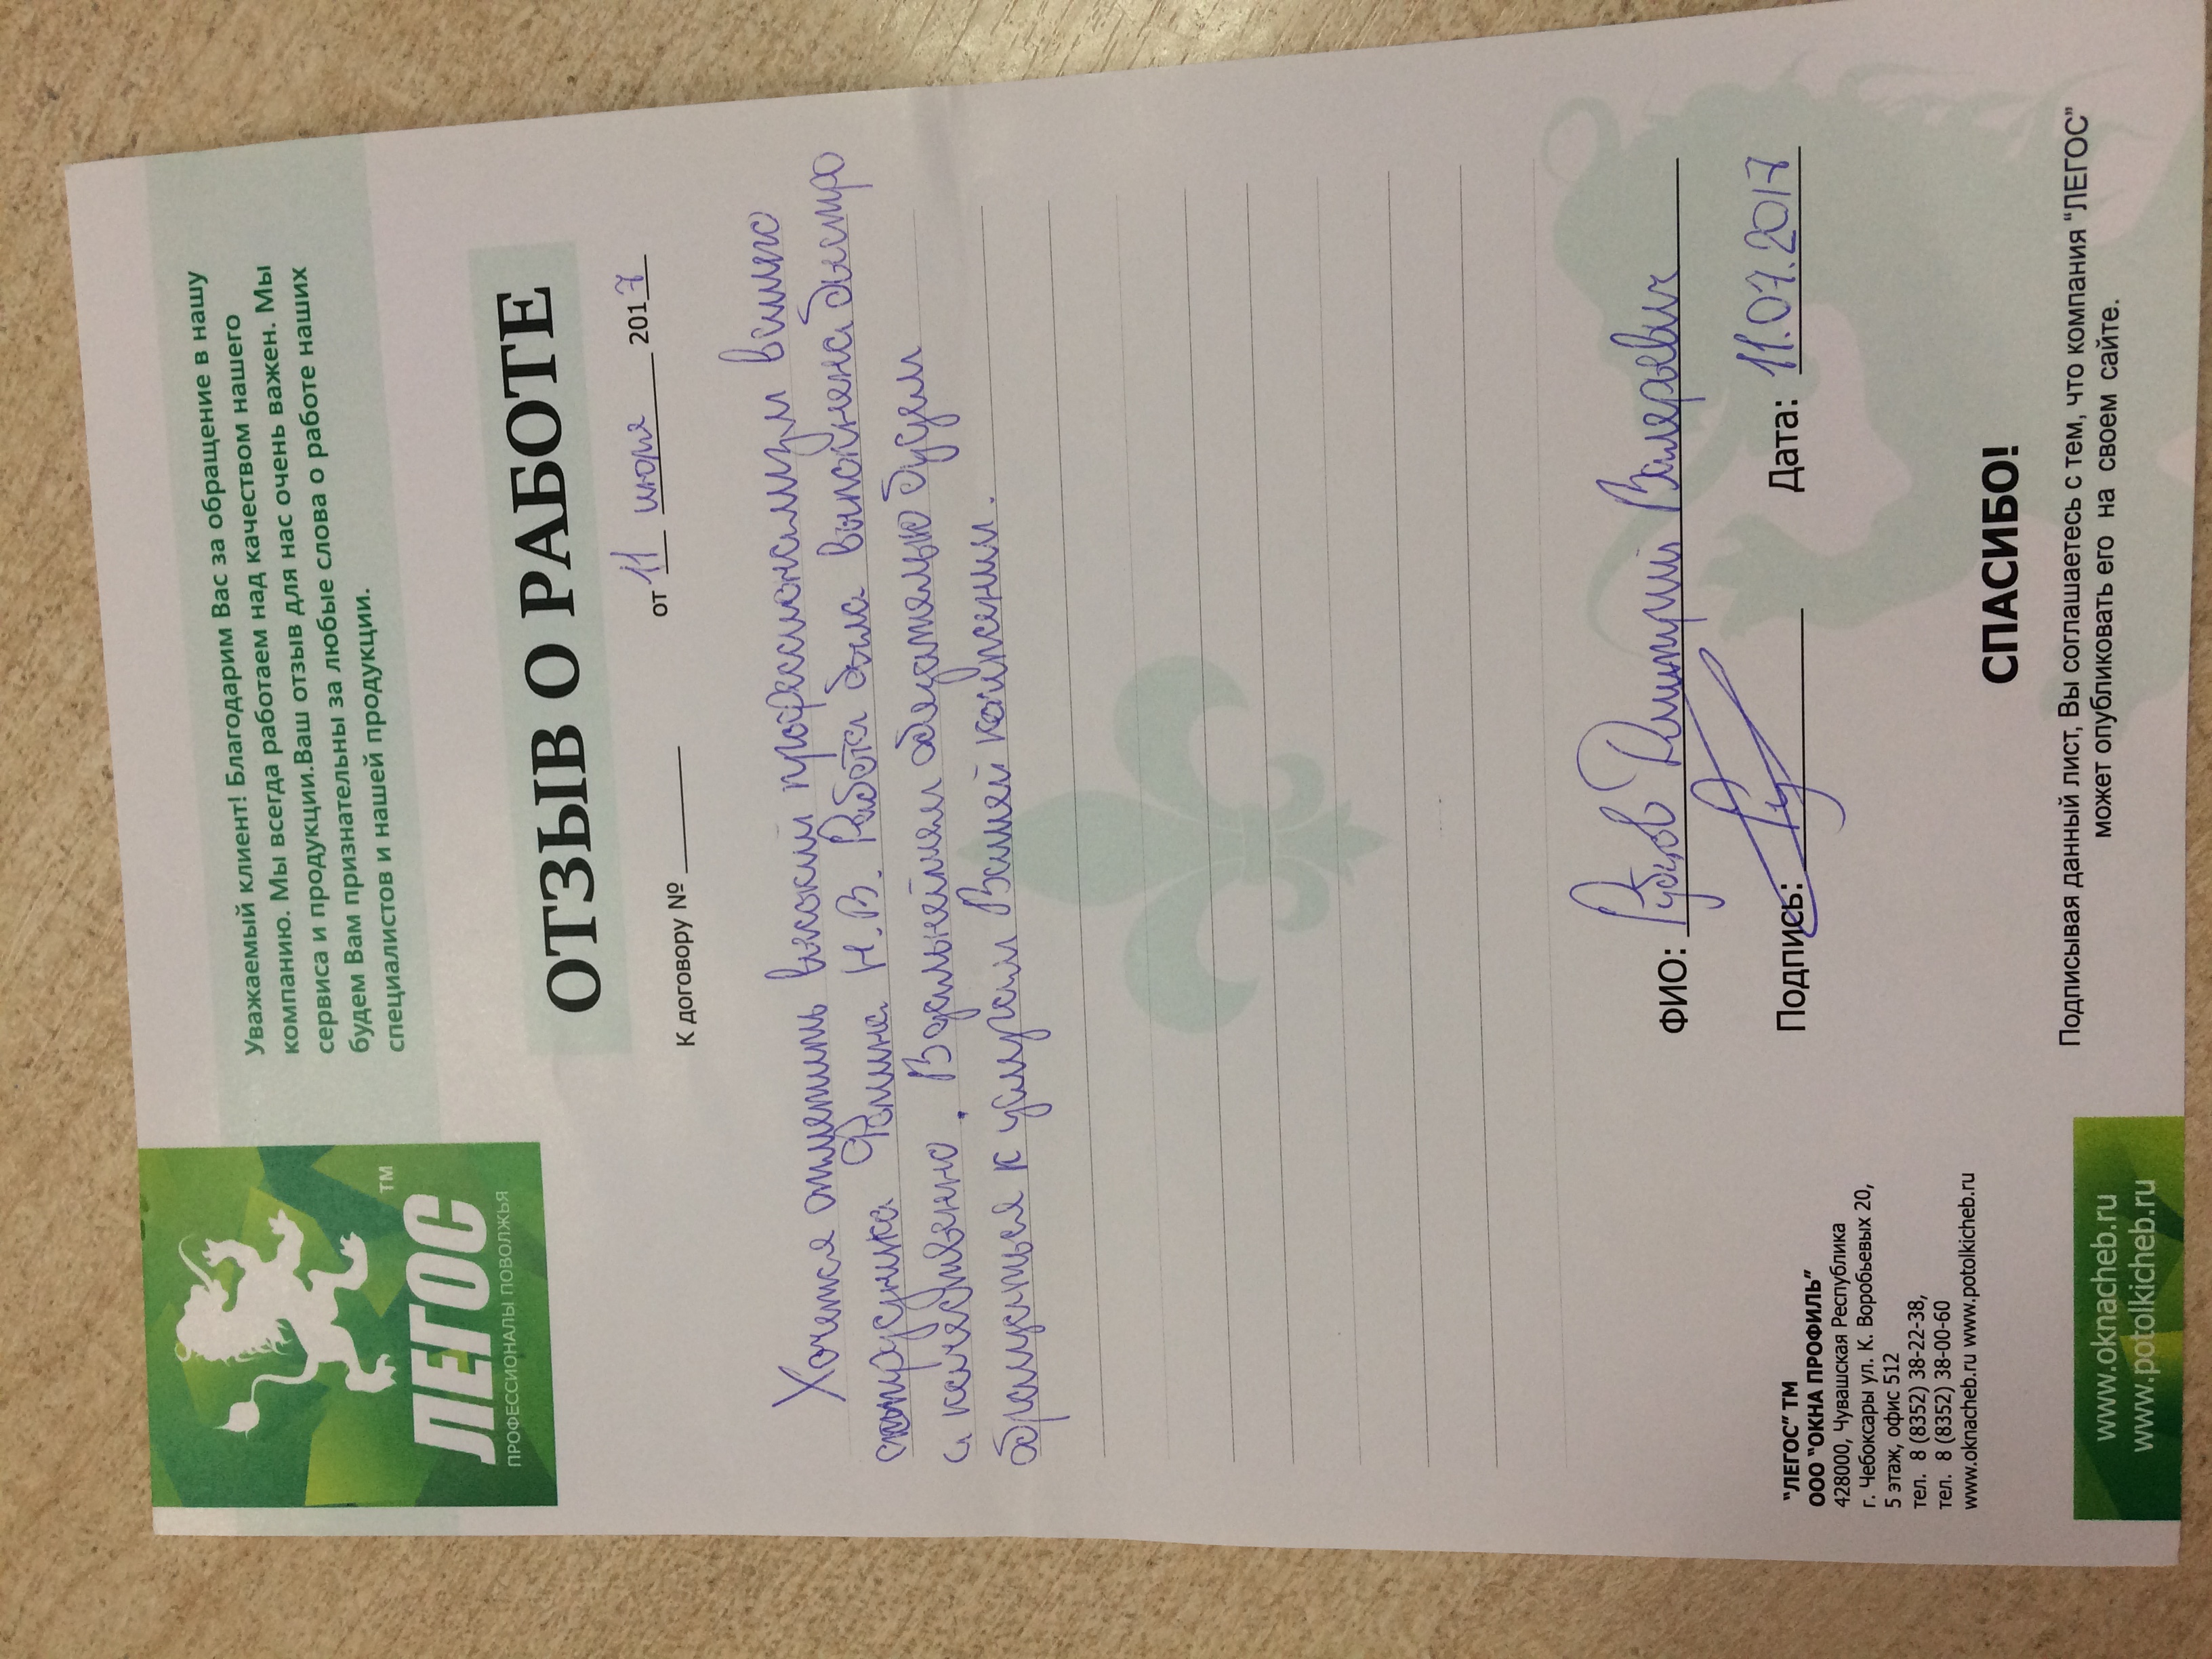 ЛЕГОС
ТМ
ПРОФЕССИОНАЛЫ ПОВОЛЖЬЯ
Уважаемый клиент! Благодарим Вас за обращение в нашу
компанию. Мы всегда работаем над качеством нашего
сервиса и продукции.Ваш отзыв для нас очень важен. Мы
будем Вам признательны за любые слова о работе наших
специалистов и нашей продукции.
ОТЗЫВ О РАБОТЕ
К договору № от 11 июля 2017
Хочется отметить высокий профессионализм вашего
сотрудника Фомина Н.В. Работа была выполнена быстро
и качественно. В дальнейшем обязательно будем
обращаться к услугам Вашей компании.
ФИО: Рубцов Дмитрий Валерьевич
Подпись: Дата: 11.07.2017
"ЛЕГОС" ТМ
ООО "ОКНА ПРОФИЛЬ"
428000, Чувашская Республика
г. Чебоксары ул. К. Воробьевых 20,
5 этаж, офис 512
тел. 8 (8352) 38-22-38,
тел. 8 (8352) 38-00-60
www.oknacheb.ru www.potolkicheb.ru
СПАСИБО!
Подписывая данный лист, Вы соглашаетесь с тем, что компания "ЛЕГОС"
может опубликовать его на своем сайте.
www.oknacheb.ru
www.potolkicheb.ru